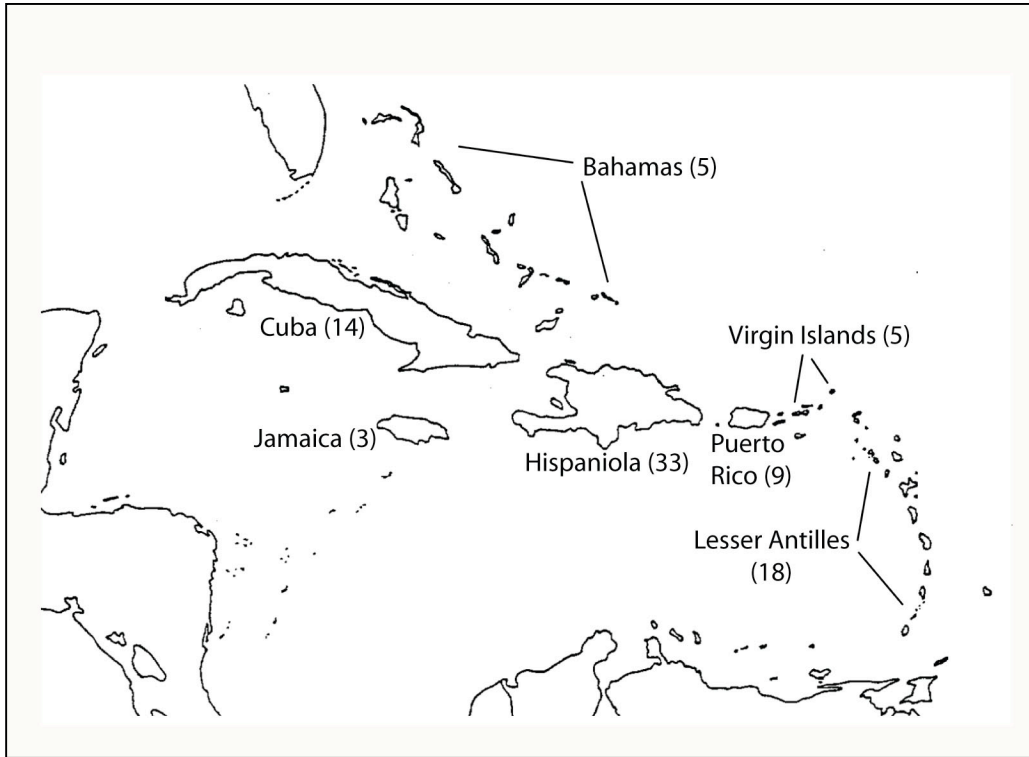 Bahamas (5)
Cuba (14)
Virgin Islands (5)
Jamaica (3)
Hispaniola (33)
Puerto
Rico (9)
Lesser Antilles
(18)